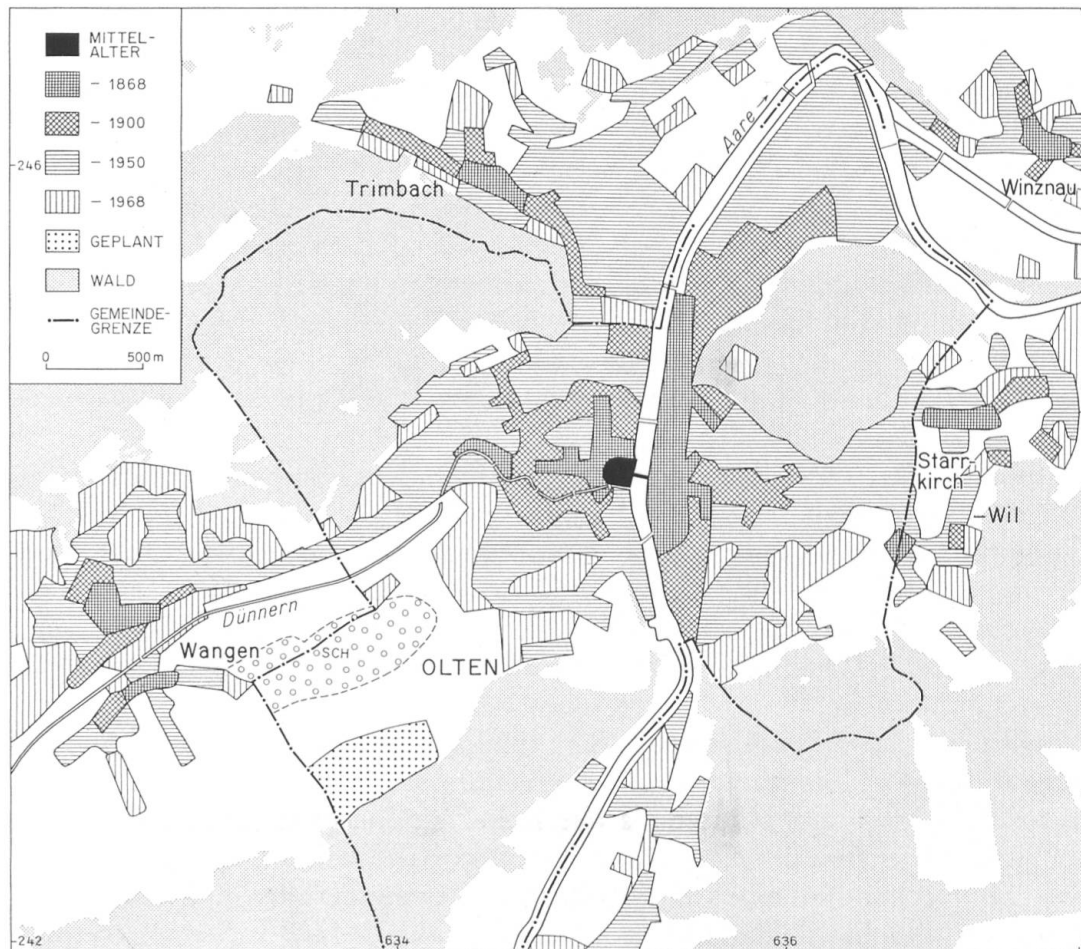 MITTEL-
ALTER
- 1868
- 1900
- 1950
- 1968
GEPLANT
WALD
GEMEINDE-
GRENZE
0 500 m
246
Trimbach
Aare →
Winznau
Starr-
kirch
-Wil
Dünnern
Wangen
SCH
OLTEN
242
634
636